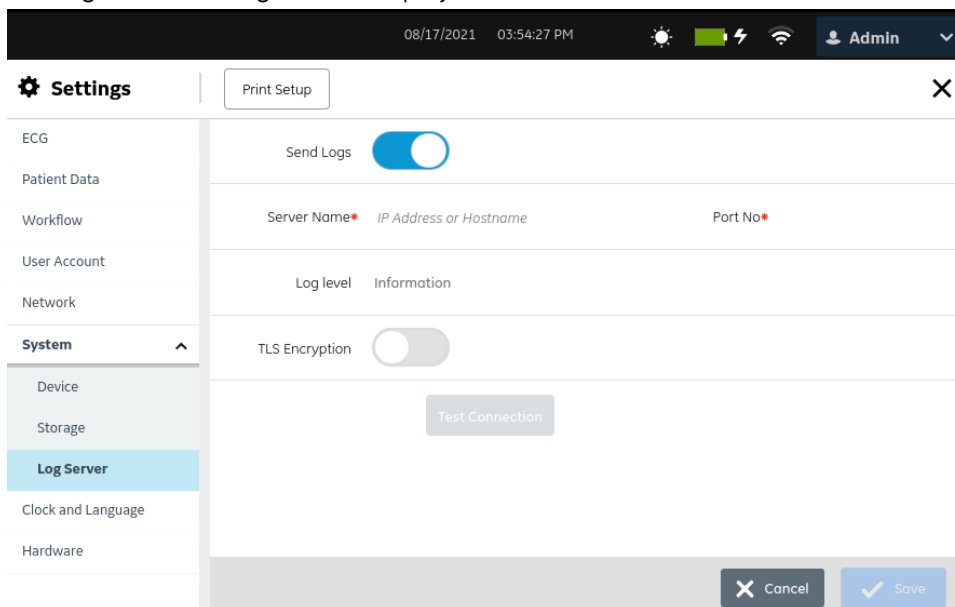 08/17/2021 03:54:27 PM Admin
Settings Print Setup
ECG
Patient Data
Workflow
User Account
Network
System
Device
Storage
Log Server
Clock and Language
Hardware
Send Logs
Server Name* IP Address or Hostname Port No*
Log level Information
TLS Encryption
Test Connection
Cancel Save